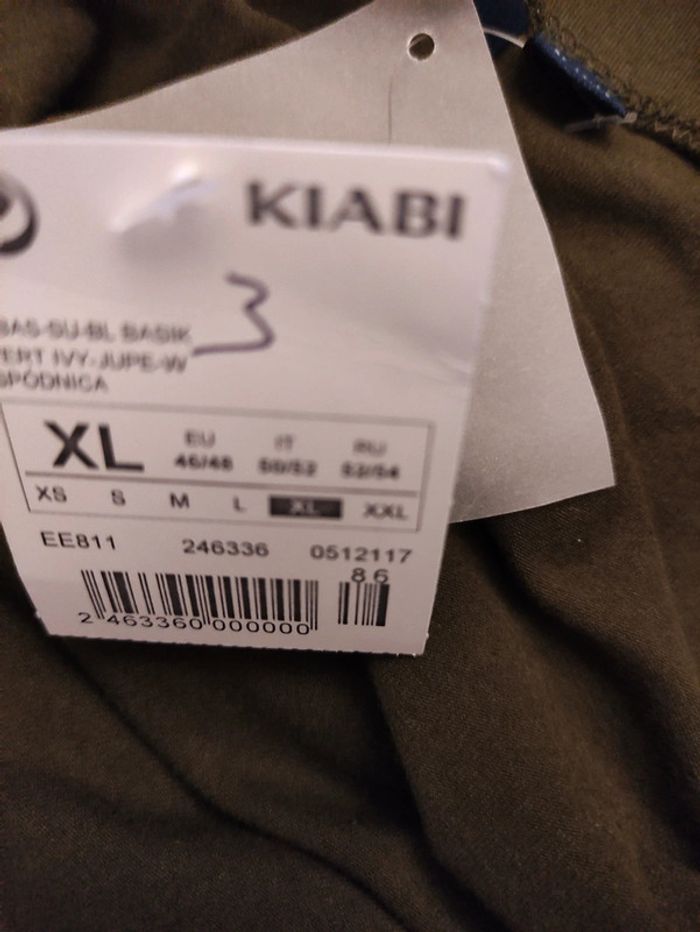 KIABI
3
BAS-SU-BL BASIK
VERT IVY-JUPE-W
SPÓDNICA
XL EU IT RU
46/48 50/52 52/54
XS S M L XL XXL
EE811 246336 0512117
86
2 463360 000000